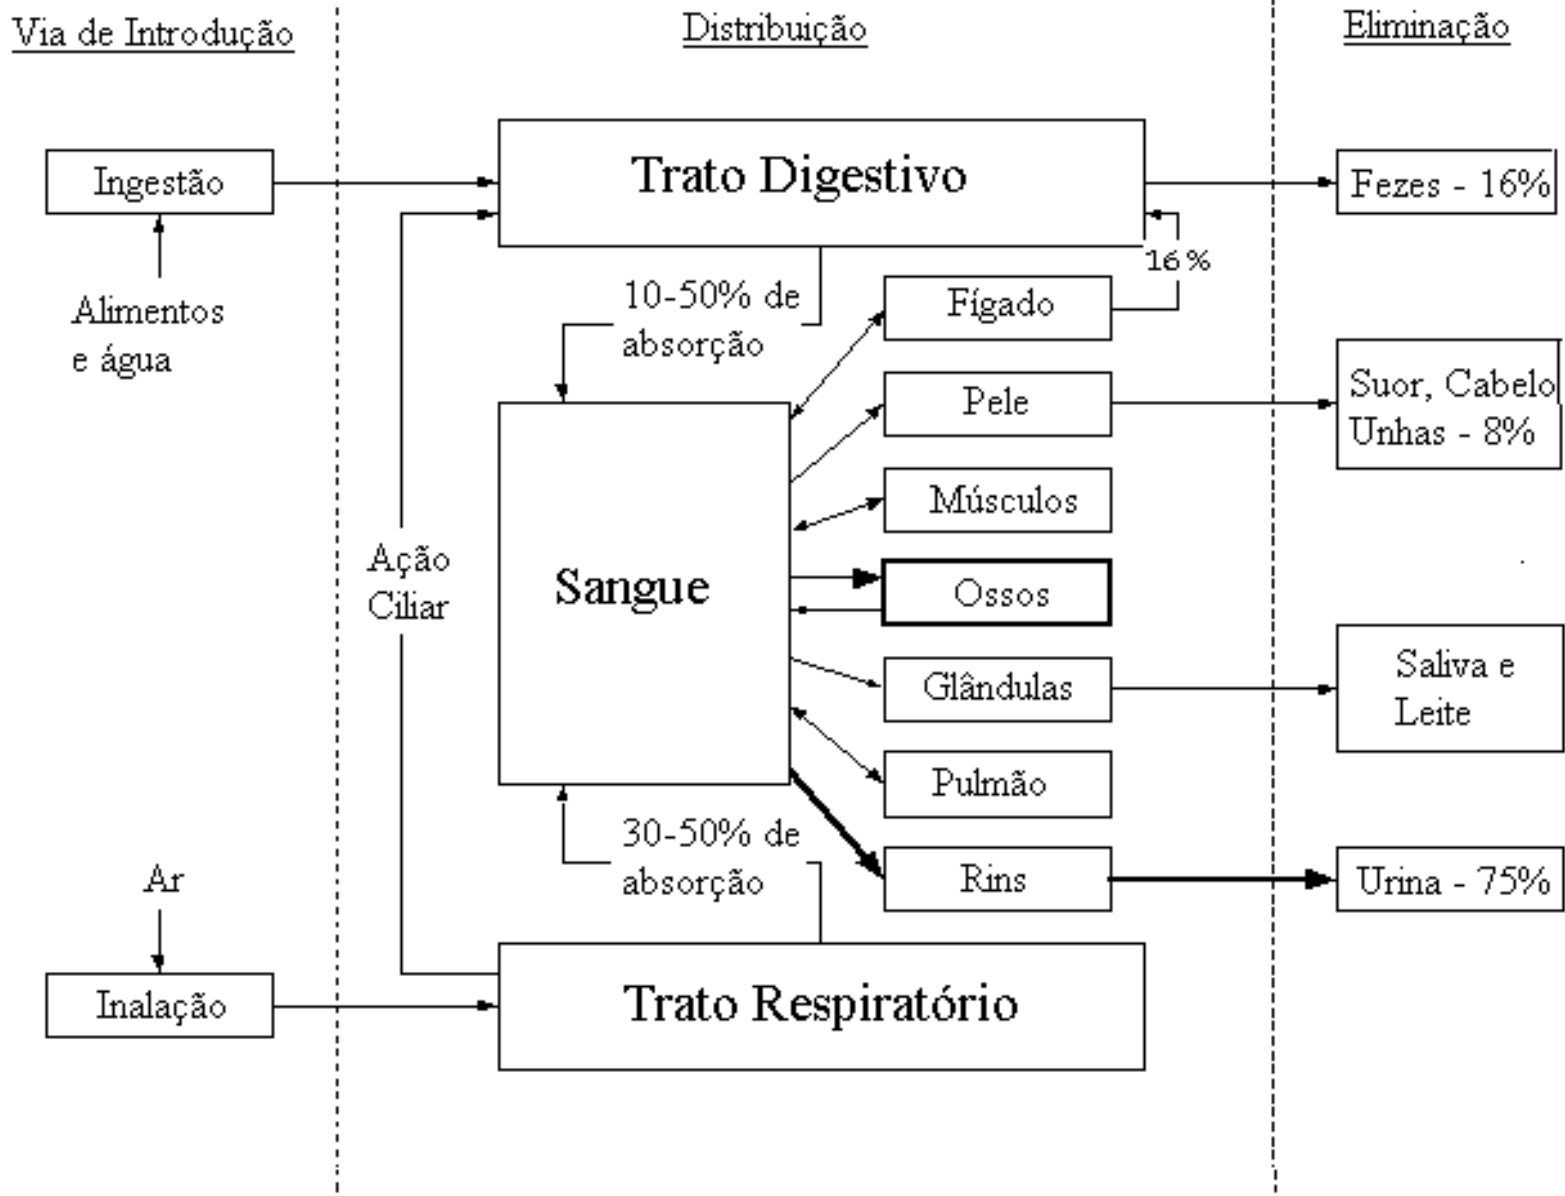 Via de Introdução
Distribuição
Eliminação
Ingestão
Trato Digestivo
Fezes - 16%
16%
Alimentos
e água
10-50% de
absorção
Fígado
Pele
Suor, Cabelo
Unhas - 8%
Músculos
Ação
Ciliar
Sangue
Ossos
Glândulas
Saliva e
Leite
Pulmão
30-50% de
absorção
Rins
Urina - 75%
Ar
Inalação
Trato Respiratório